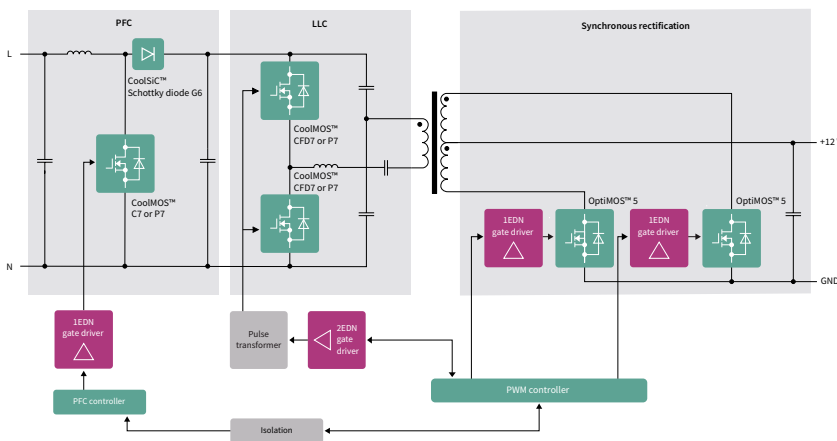 PFC
LLC
Synchronous rectification
L
CoolSiC™
Schottky diode G6
CoolMOS™
CFD7 or P7
CoolMOS™
C7 or P7
CoolMOS™
CFD7 or P7
+12
OptiMOS™ 5
OptiMOS™ 5
1EDN
gate driver
1EDN
gate driver
N
GND
1EDN
gate driver
Pulse
transformer
2EDN
gate
driver
PFC controller
PWM controller
Isolation